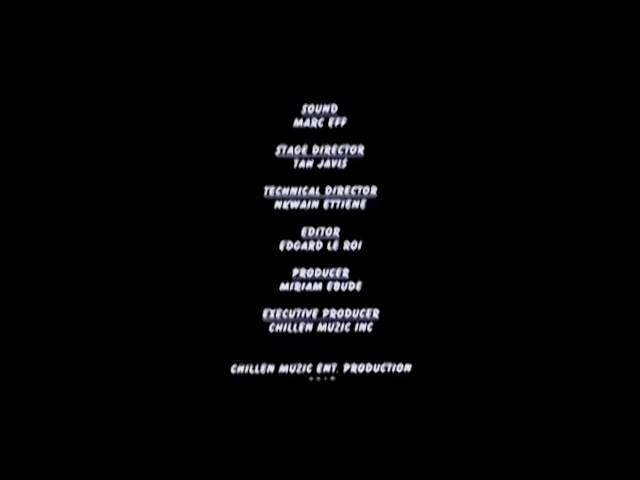 SOUND
MARC EFF
STAGE DIRECTOR
TAN JAVIS
TECHNICAL DIRECTOR
NKWAIN ETTIENE
EDITOR
EDGARD LE ROI
PRODUCER
MIRIAM EBUDE
EXECUTIVE PRODUCER
CHILLEN MUZIC INC
CHILLEN MUZIC ENT. PRODUCTION